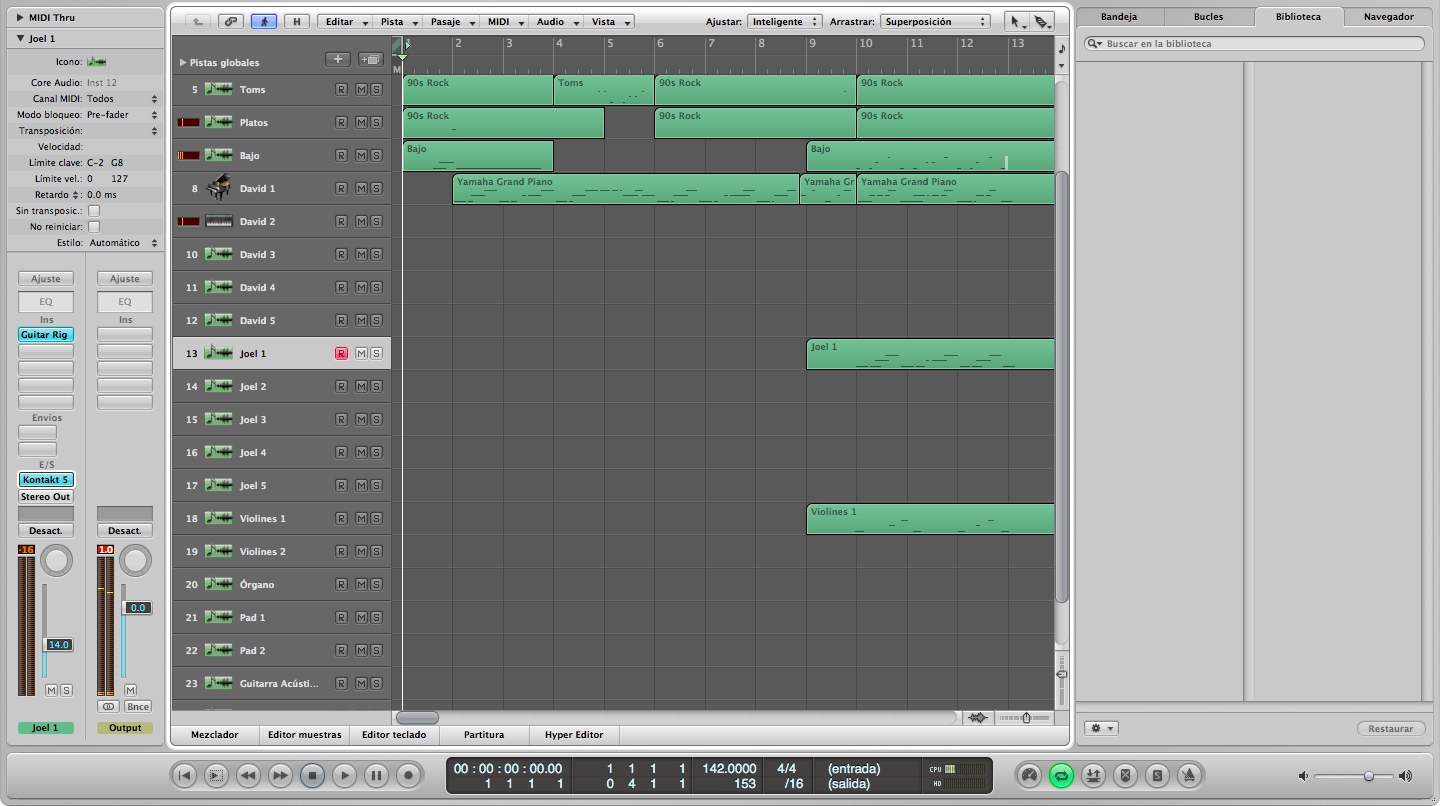 MIDI Thru
Joel 1
Icono:
Core Audio: Inst 12
Canal MIDI: Todos
Modo bloqueo: Pre-fader
Transposición:
Velocidad:
Límite clave: C-2 G8
Límite vel.: 0 127
Retardo : 0.0 ms
Sin transposic.:
No reiniciar:
Estilo: Automático
Ajuste Ajuste
EQ EQ
Ins Ins
Guitar Rig
Envíos
E/S
Kontakt 5
Stereo Out
Desact. Desact.
-16 1.0
0.0
14.0
M S M
Bnce
Joel 1 Output
H Editar Pista Pasaje MIDI Audio Vista Ajustar: Inteligente Arrastrar: Superposición
Pistas globales
M
1 2 3 4 5 6 7 8 9 10 11 12 13
5 Toms R M S
90s Rock Toms 90s Rock 90s Rock
Platos R M S
90s Rock 90s Rock 90s Rock
Bajo R M S
Bajo Bajo
8 David 1 R M S
Yamaha Grand Piano Yamaha Gr Yamaha Grand Piano
David 2 R M S
10 David 3 R M S
11 David 4 R M S
12 David 5 R M S
13 Joel 1 R M S
Joel 1
14 Joel 2 R M S
15 Joel 3 R M S
16 Joel 4 R M S
17 Joel 5 R M S
18 Violines 1 R M S
Violines 1
19 Violines 2 R M S
20 Órgano R M S
21 Pad 1 R M S
22 Pad 2 R M S
23 Guitarra Acústi... R M S
Mezclador Editor muestras Editor teclado Partitura Hyper Editor
Bandeja Bucles Biblioteca Navegador
Buscar en la biblioteca
Restaurar
00 : 00 : 00 : 00.00 1 1 1 1 142.0000 4/4 (entrada) CPU
1 1 1 1 0 4 1 1 153 /16 (salida) HD
S